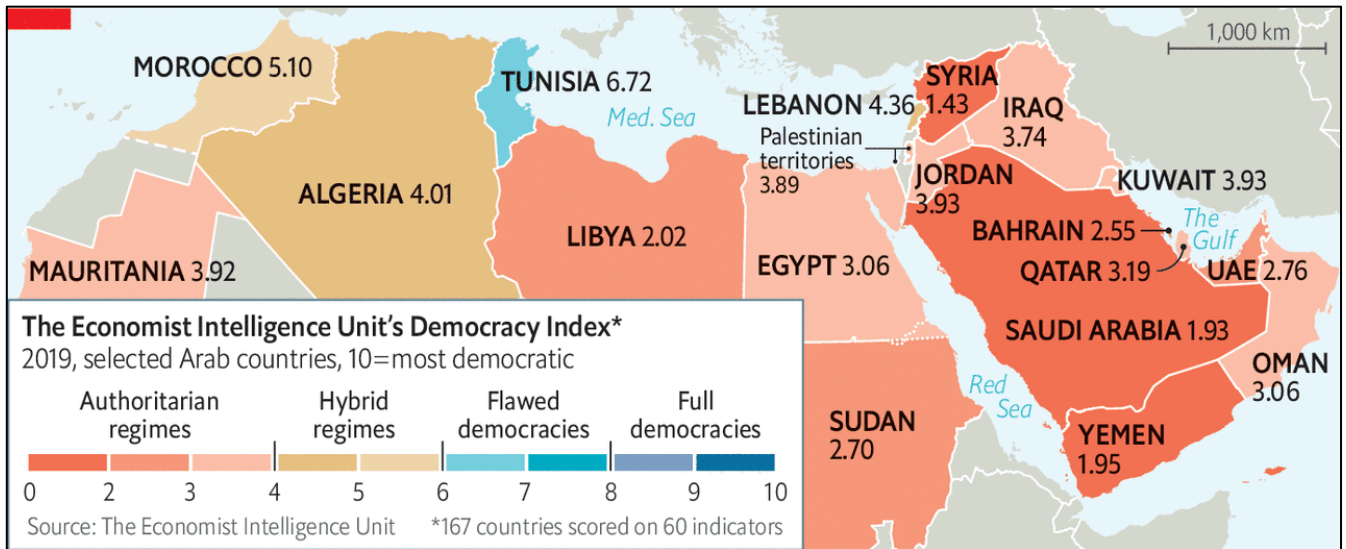 1,000 km
MOROCCO 5.10
TUNISIA 6.72
Med. Sea
LEBANON 4.36
SYRIA
1.43
IRAQ
3.74
Palestinian
territories
3.89
ALGERIA 4.01
JORDAN
3.93
KUWAIT 3.93
LIBYA 2.02
BAHRAIN 2.55
The
Gulf
MAURITANIA 3.92
EGYPT 3.06
QATAR 3.19
UAE 2.76
SAUDI ARABIA 1.93
OMAN
3.06
Red
Sea
SUDAN
2.70
YEMEN
1.95
The Economist Intelligence Unit's Democracy Index*
2019, selected Arab countries, 10=most democratic
Authoritarian
regimes
Hybrid
regimes
Flawed
democracies
Full
democracies
0 2 3 4 5 6 7 8 9 10
Source: The Economist Intelligence Unit *167 countries scored on 60 indicators